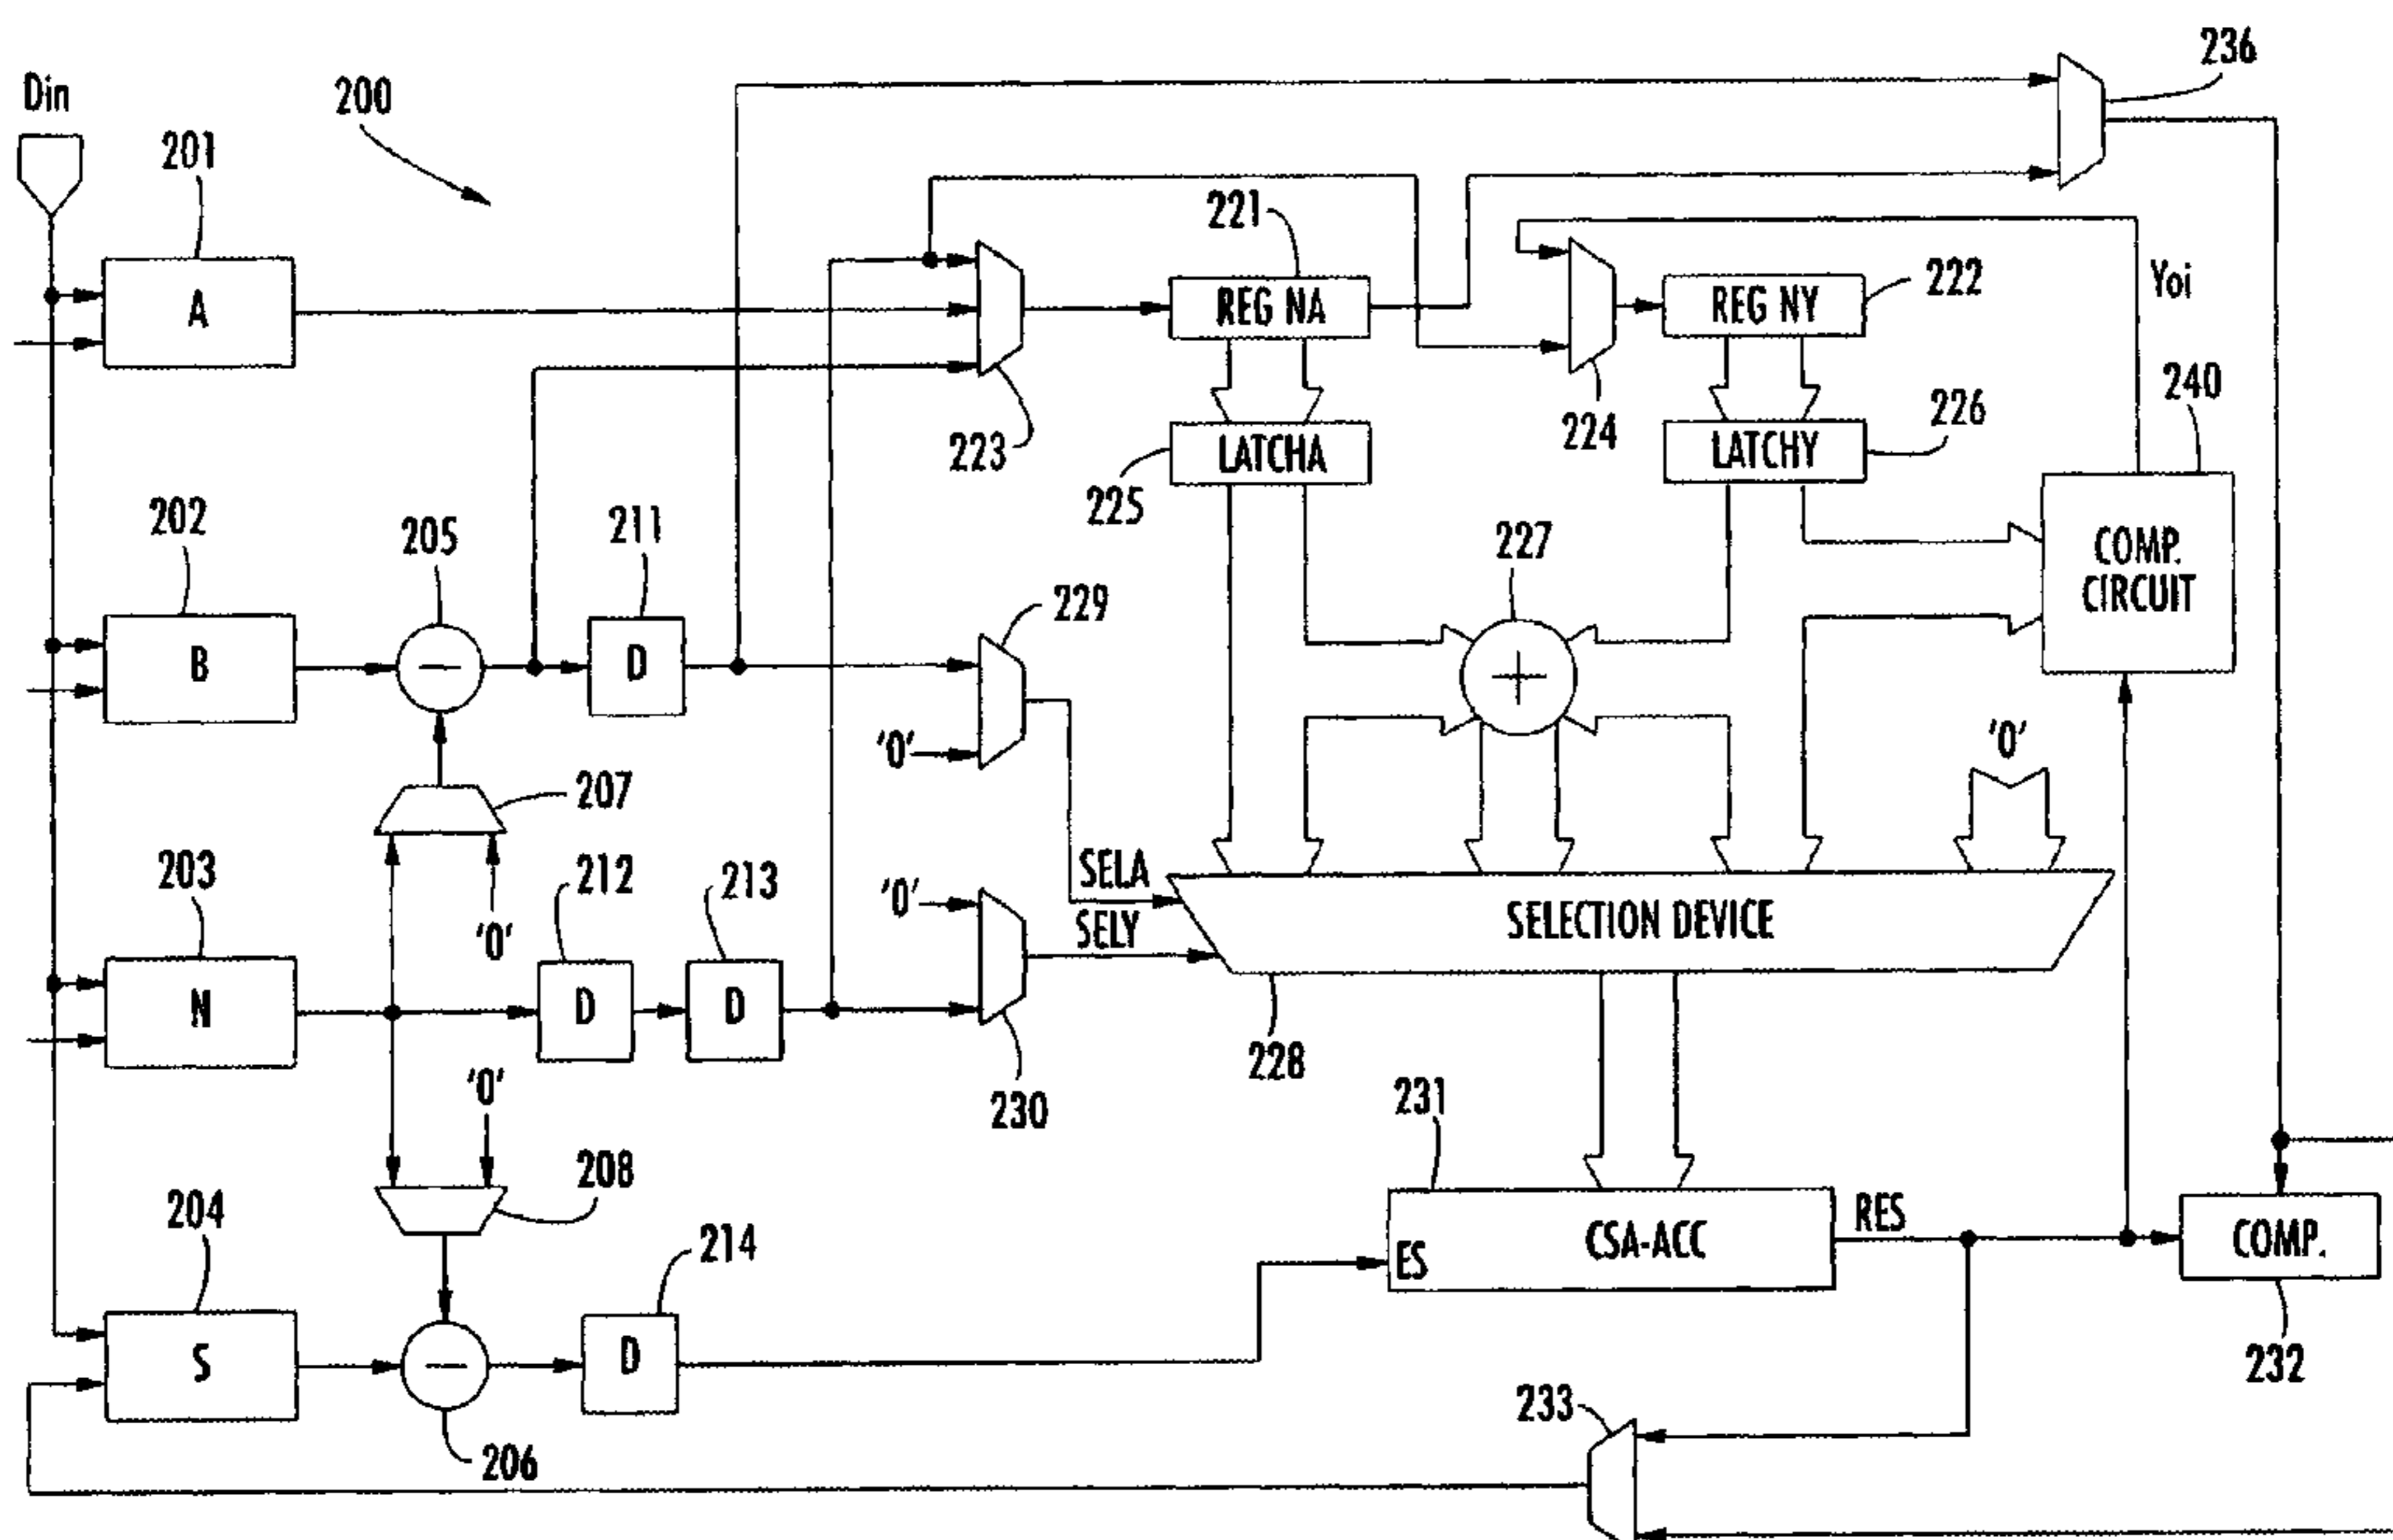 236
Din
200
201
A
221
REG NA
REG NY
222
Yoi
223
224
240
LATCHA
225
LATCHY
226
COMP.
CIRCUIT
202
B
205
211
D
229
227
'0'
'0'
207
'0'
203
N
212
D
213
D
'0'
SELA
SELY
SELECTION DEVICE
228
230
'0'
208
231
ES
CSA-ACC
RES
COMP.
232
204
S
214
D
206
233